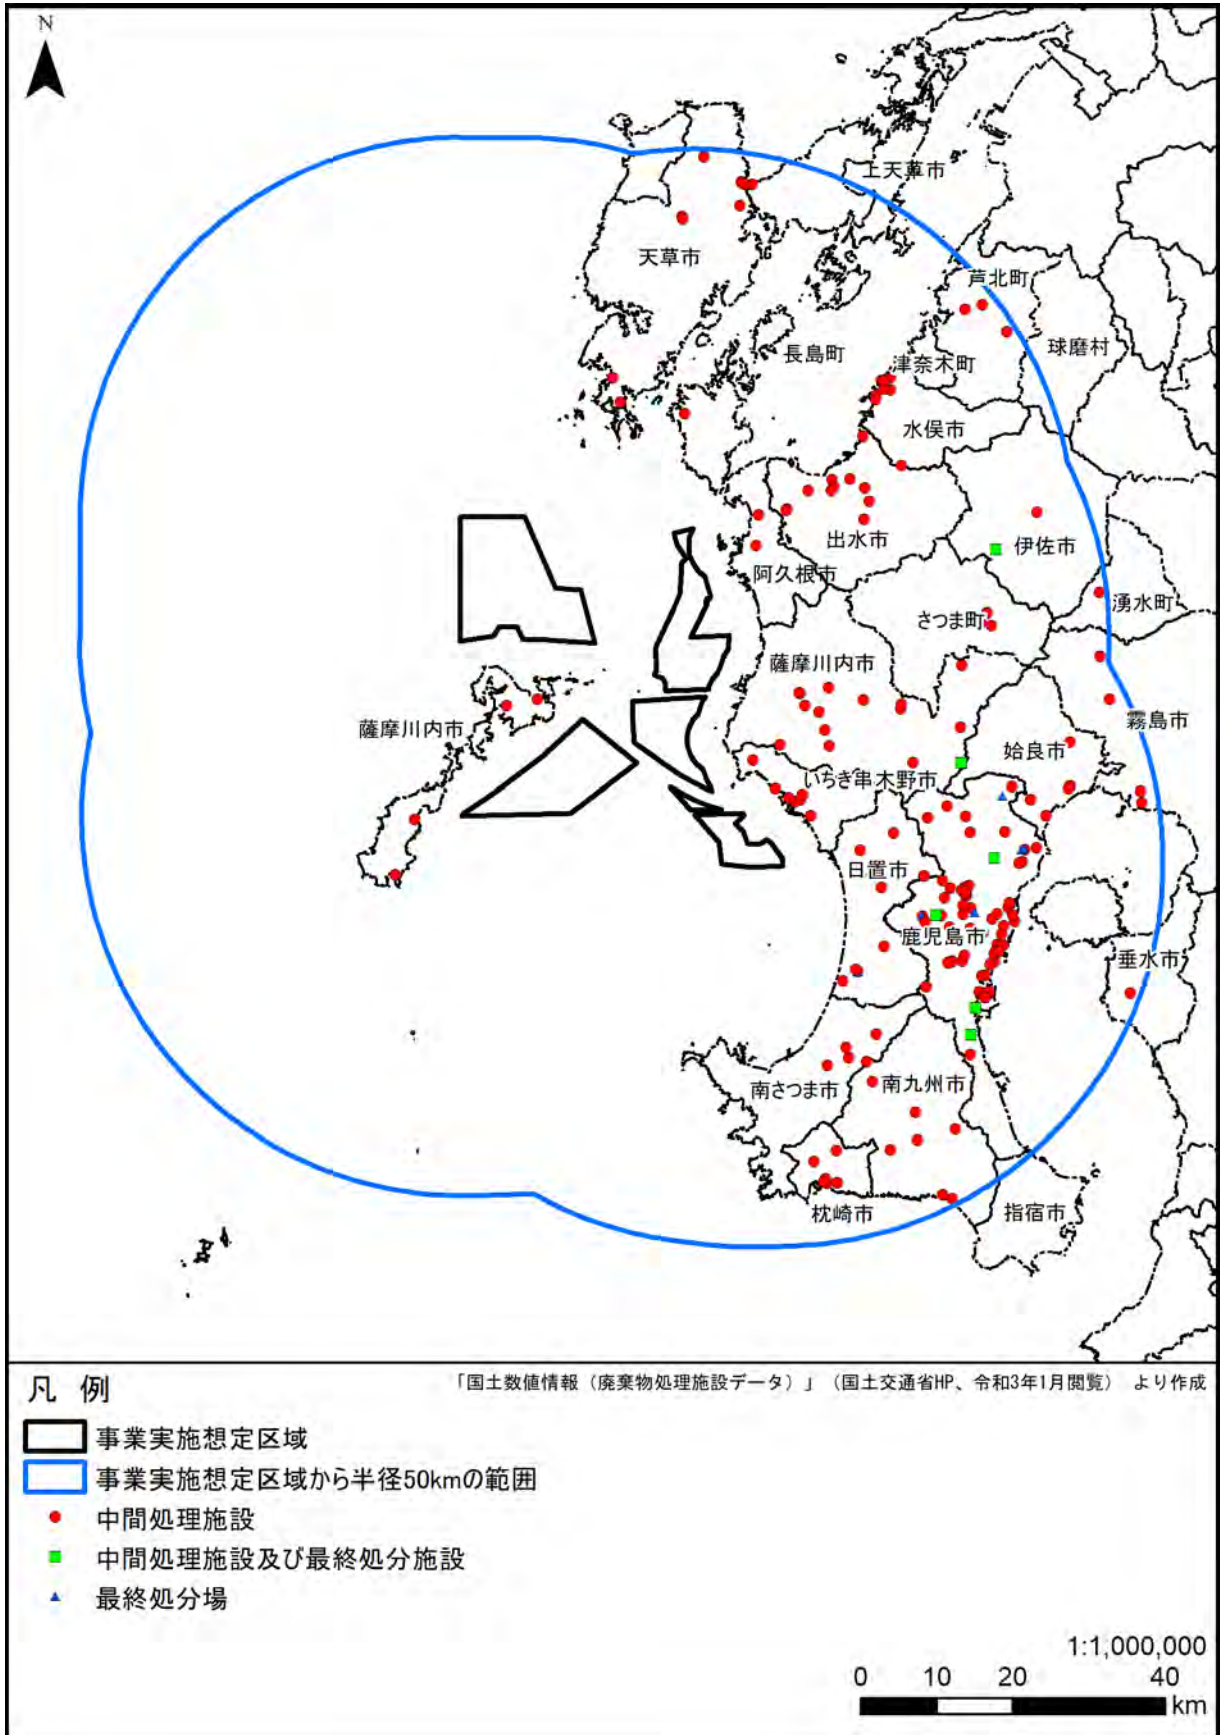 N
上天草市
天草市
芦北町
長島町
球磨村
津奈木町
水俣市
出水市
伊佐市
阿久根市
湧水町
さつま町
薩摩川内市
霧島市
薩摩川内市
姶良市
いちき串木野市
日置市
鹿児島市
垂水市
南さつま市
南九州市
枕崎市
指宿市
凡 例
「国土数値情報（廃棄物処理施設データ）」（国土交通省HP、令和3年1月閲覧） より作成
事業実施想定区域
事業実施想定区域から半径50kmの範囲
中間処理施設
中間処理施設及び最終処分施設
最終処分場
1:1,000,000
0 10 20 40
km